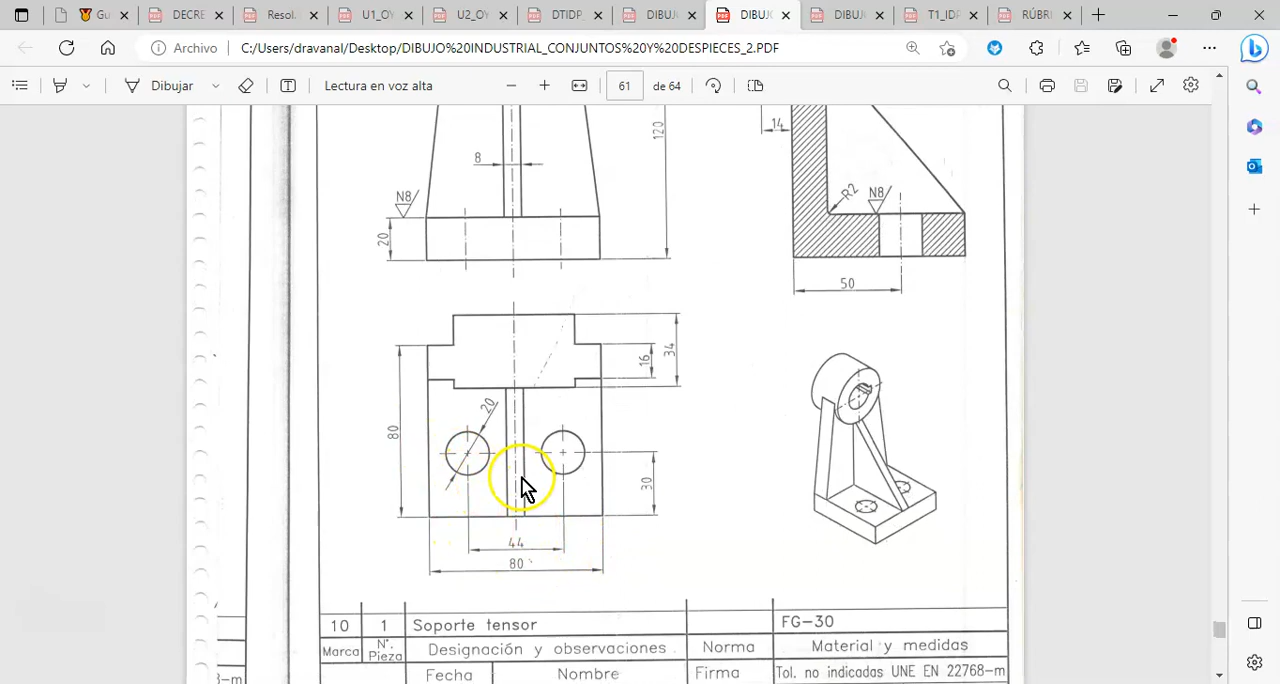 Gu
DECRE
Resol.
U1_OY
U2_OY
DTIDP_
DIBUJ
DIBUJ
DIBUJ
T1_IDA
RÚBRI
Archivo
C:/Users/dravanal/Desktop/DIBUJO%20INDUSTRIAL_CONJUNTOS%20Y%20DESPIECES_2.PDF
Dibujar
Lectura en voz alta
61
de 64
120
14
8
N8
R2
N8
20
50
34
16
20
80
30
44
80
10 1 Soporte tensor FG-30
Marca N°. Pieza Designación y observaciones Norma Material y medidas
Fecha Nombre Firma Tol. no indicadas UNE EN 22768-m
-m